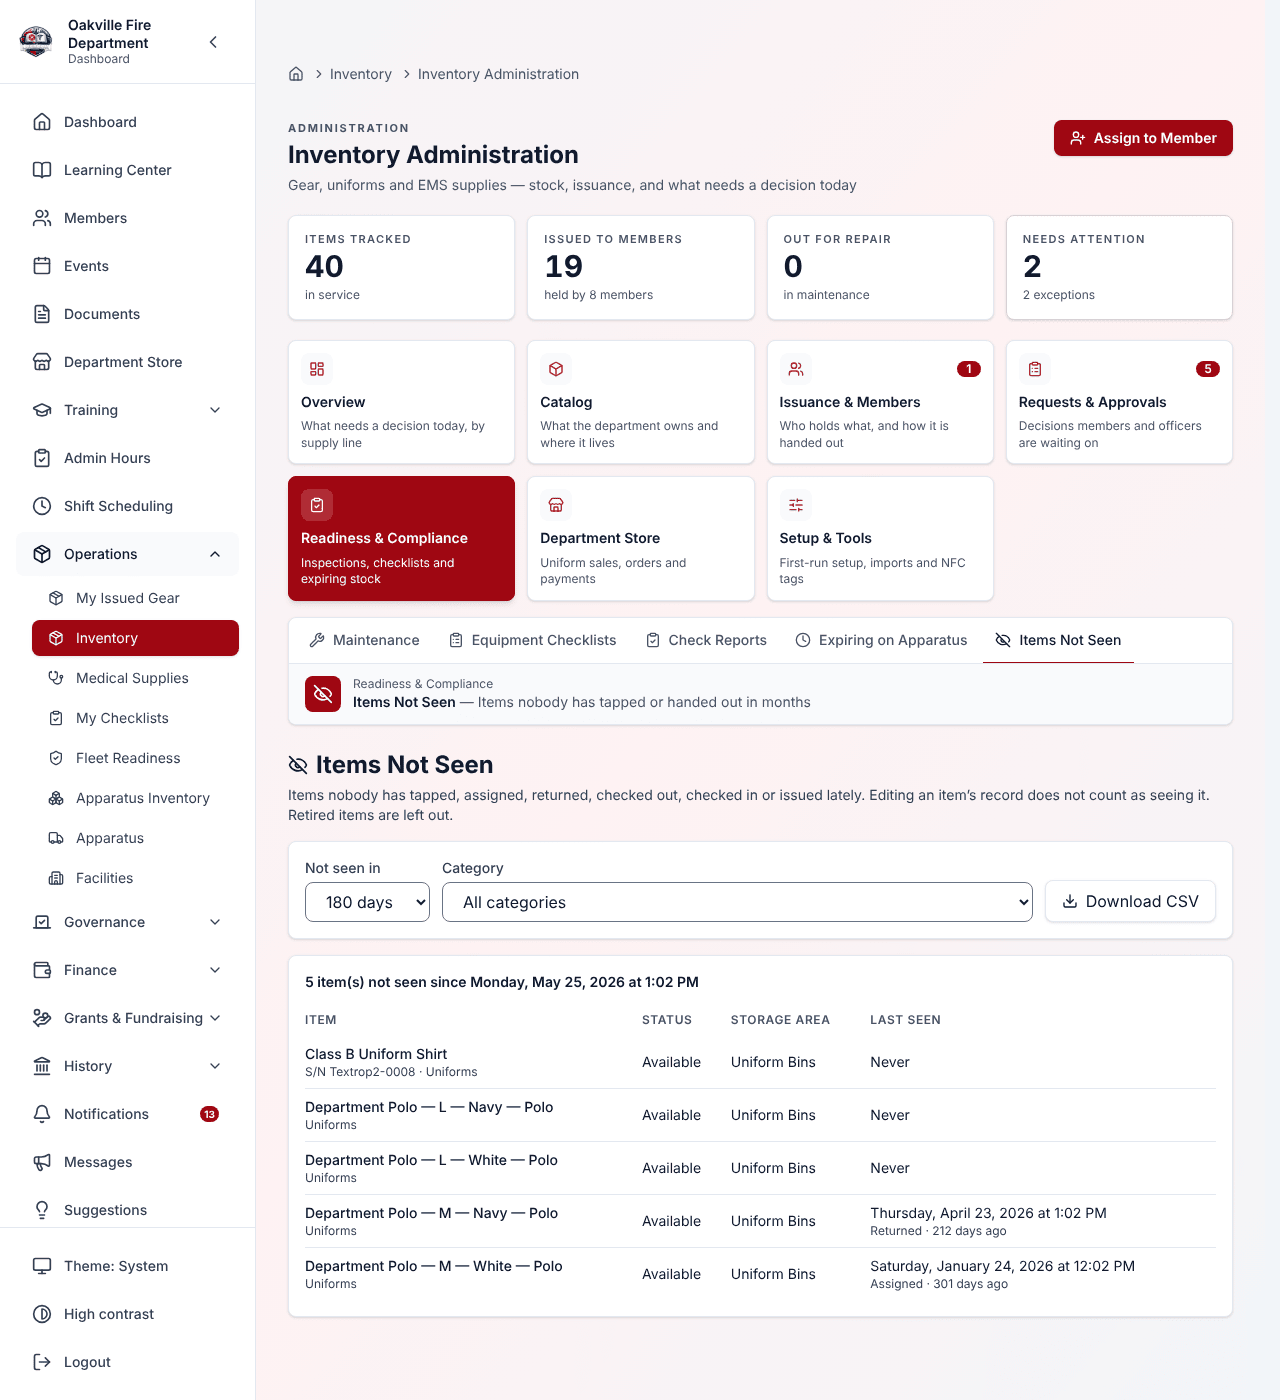 Oakville Fire
Department
Dashboard
Dashboard
Learning Center
Members
Events
Documents
Department Store
Training
Admin Hours
Shift Scheduling
Operations
My Issued Gear
Inventory
Medical Supplies
My Checklists
Fleet Readiness
Apparatus Inventory
Apparatus
Facilities
Governance
Finance
Grants & Fundraising
History
Notifications 13
Messages
Suggestions
Theme: System
High contrast
Logout
Inventory Inventory Administration
ADMINISTRATION
Inventory Administration
Gear, uniforms and EMS supplies — stock, issuance, and what needs a decision today
Assign to Member
ITEMS TRACKED
40
in service
ISSUED TO MEMBERS
19
held by 8 members
OUT FOR REPAIR
0
in maintenance
NEEDS ATTENTION
2
2 exceptions
Overview
What needs a decision today, by
supply line
Catalog
What the department owns and
where it lives
1
Issuance & Members
Who holds what, and how it is
handed out
5
Requests & Approvals
Decisions members and officers
are waiting on
Readiness & Compliance
Inspections, checklists and
expiring stock
Department Store
Uniform sales, orders and
payments
Setup & Tools
First-run setup, imports and NFC
tags
Maintenance Equipment Checklists Check Reports Expiring on Apparatus Items Not Seen
Readiness & Compliance
Items Not Seen — Items nobody has tapped or handed out in months
Items Not Seen
Items nobody has tapped, assigned, returned, checked out, checked in or issued lately. Editing an item’s record does not count as seeing it.
Retired items are left out.
Not seen in Category
180 days All categories Download CSV
5 item(s) not seen since Monday, May 25, 2026 at 1:02 PM
ITEM STATUS STORAGE AREA LAST SEEN
Class B Uniform Shirt
S/N Textrop2-0008 · Uniforms
Available Uniform Bins Never
Department Polo — L — Navy — Polo
Uniforms
Available Uniform Bins Never
Department Polo — L — White — Polo
Uniforms
Available Uniform Bins Never
Department Polo — M — Navy — Polo
Uniforms
Available Uniform Bins
Thursday, April 23, 2026 at 1:02 PM
Returned · 212 days ago
Department Polo — M — White — Polo
Uniforms
Available Uniform Bins
Saturday, January 24, 2026 at 12:02 PM
Assigned · 301 days ago